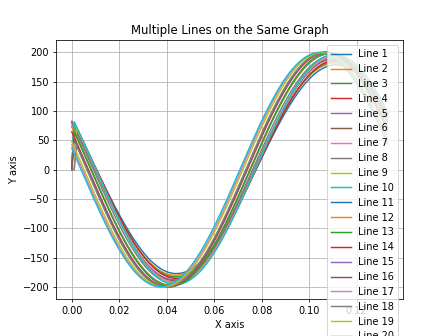 Multiple Lines on the Same Graph
Y axis
200
150
100
50
0
−50
−100
−150
−200
0.00
0.02
0.04
0.06
0.08
0.10
X axis
Line 1
Line 2
Line 3
Line 4
Line 5
Line 6
Line 7
Line 8
Line 9
Line 10
Line 11
Line 12
Line 13
Line 14
Line 15
Line 16
Line 17
Line 18
Line 19
Line 20